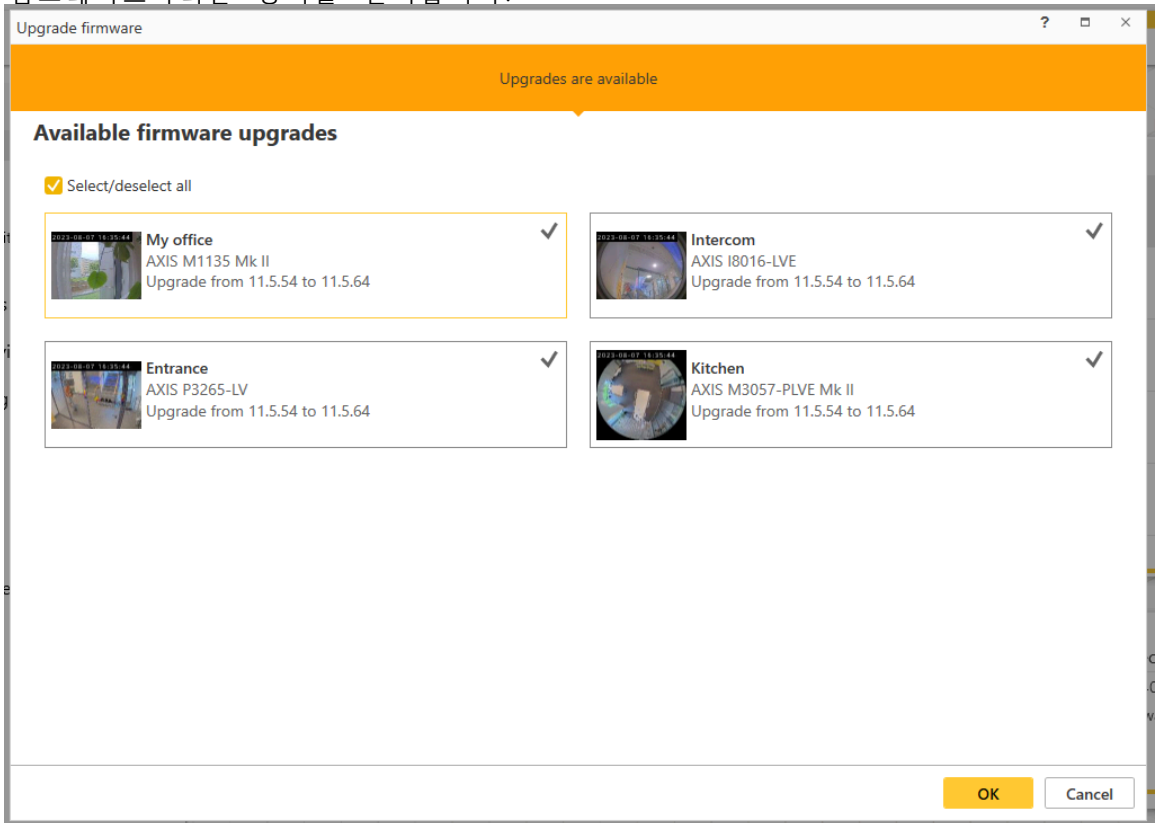 Upgrade firmware
?
Upgrades are available
Available firmware upgrades
Select/deselect all
2023-08-07 16:35:44
My office
AXIS M1135 Mk II
Upgrade from 11.5.54 to 11.5.64
2023-08-07 16:35:44
Intercom
AXIS I8016-LVE
Upgrade from 11.5.54 to 11.5.64
2023-08-07 16:35:44
Entrance
AXIS P3265-LV
Upgrade from 11.5.54 to 11.5.64
2023-08-07 16:35:44
Kitchen
AXIS M3057-PLVE Mk II
Upgrade from 11.5.54 to 11.5.64
OK
Cancel